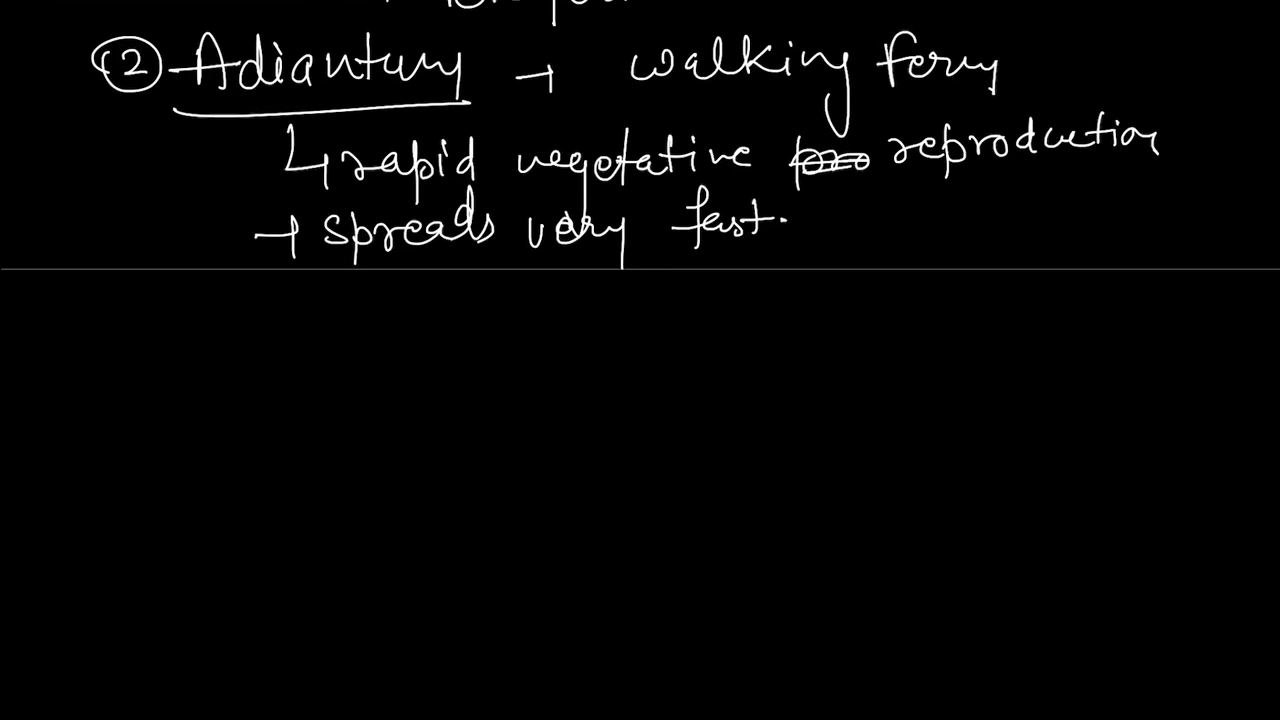 (2) Adiantum → walking fern
↳ rapid vegetative reproduction
→ spreads very fast.